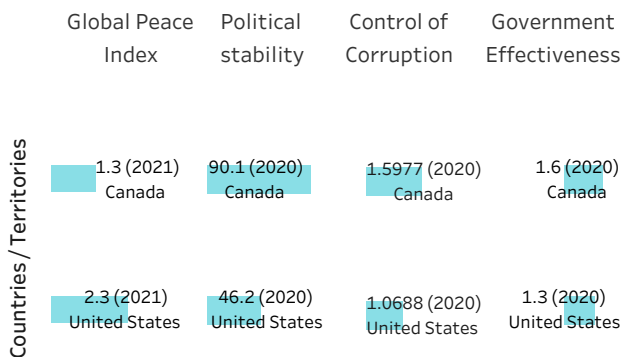 Global Peace Index
Political stability
Control of Corruption
Government Effectiveness
Countries / Territories
1.3 (2021) Canada
90.1 (2020) Canada
1.5977 (2020) Canada
1.6 (2020) Canada
2.3 (2021) United States
46.2 (2020) United States
1.0688 (2020) United States
1.3 (2020) United States